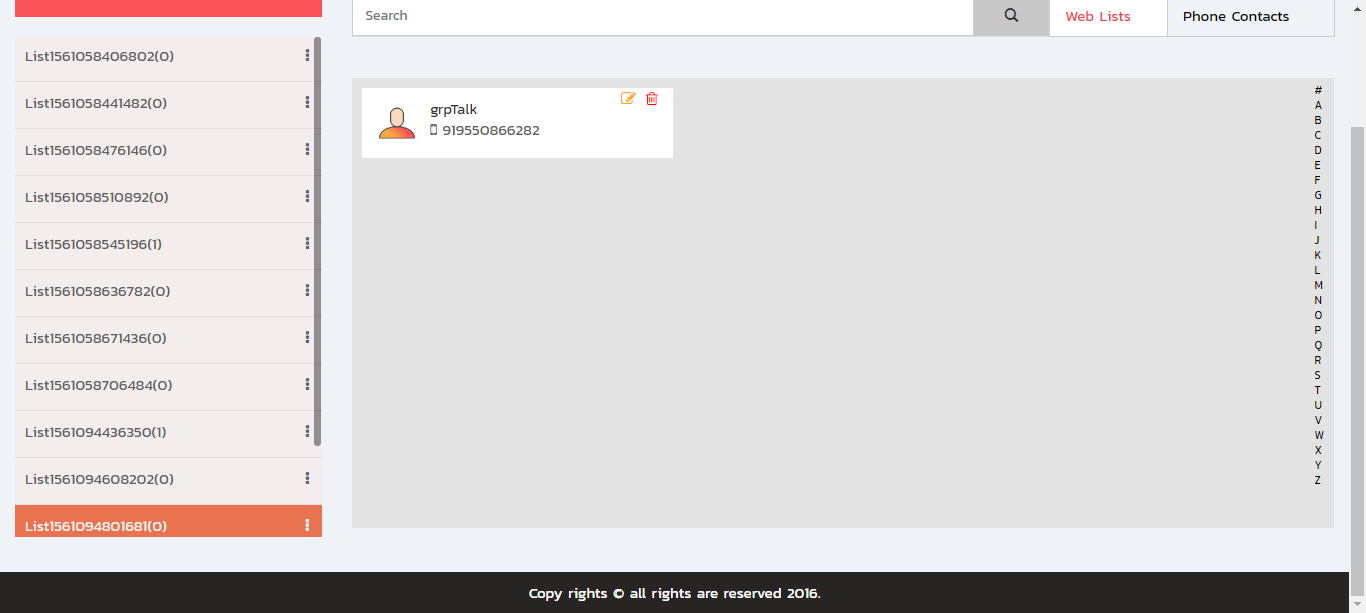 Search
Web Lists
Phone Contacts
List1561058406802(0)
List1561058441482(0)
List1561058476146(0)
List1561058510892(0)
List1561058545196(1)
List1561058636782(0)
List1561058671436(0)
List1561058706484(0)
List1561094436350(1)
List1561094608202(0)
List1561094801681(0)
grpTalk
919550866282
#
A
B
C
D
E
F
G
H
I
J
K
L
M
N
O
P
Q
R
S
T
U
V
W
X
Y
Z
Copy rights © all rights are reserved 2016.